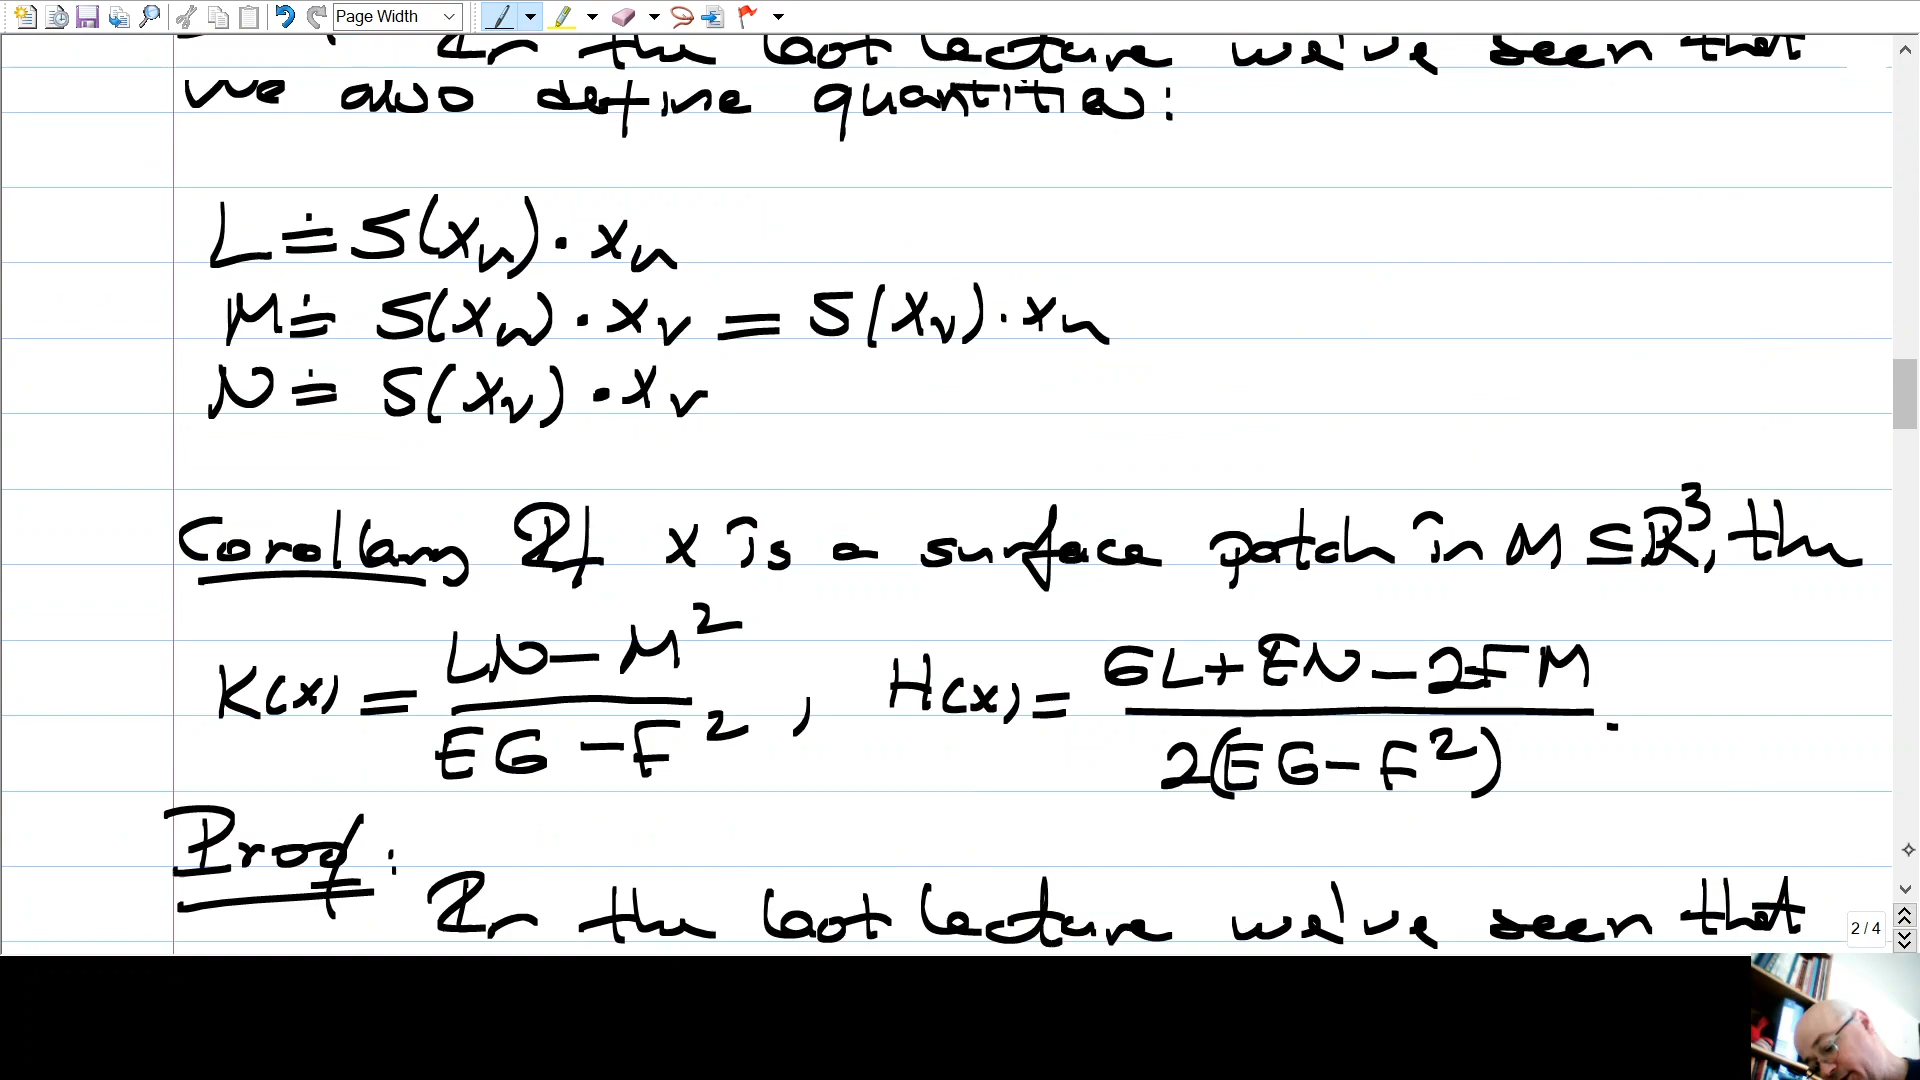 Page Width
In the last lecture we've seen that
we also define quantities:
L ≐ S(x_u) · x_u
M ≐ S(x_u) · x_v = S(x_v) · x_u
N ≐ S(x_v) · x_v
Corollary If x is a surface patch in M ⊆ ℝ³, the
K(x) = (LN − M²) / (EG − F²), H(x) = (GL + EN − 2FM) / (2(EG − F²)).
Proof:
In the last lecture we've seen that
2 / 4